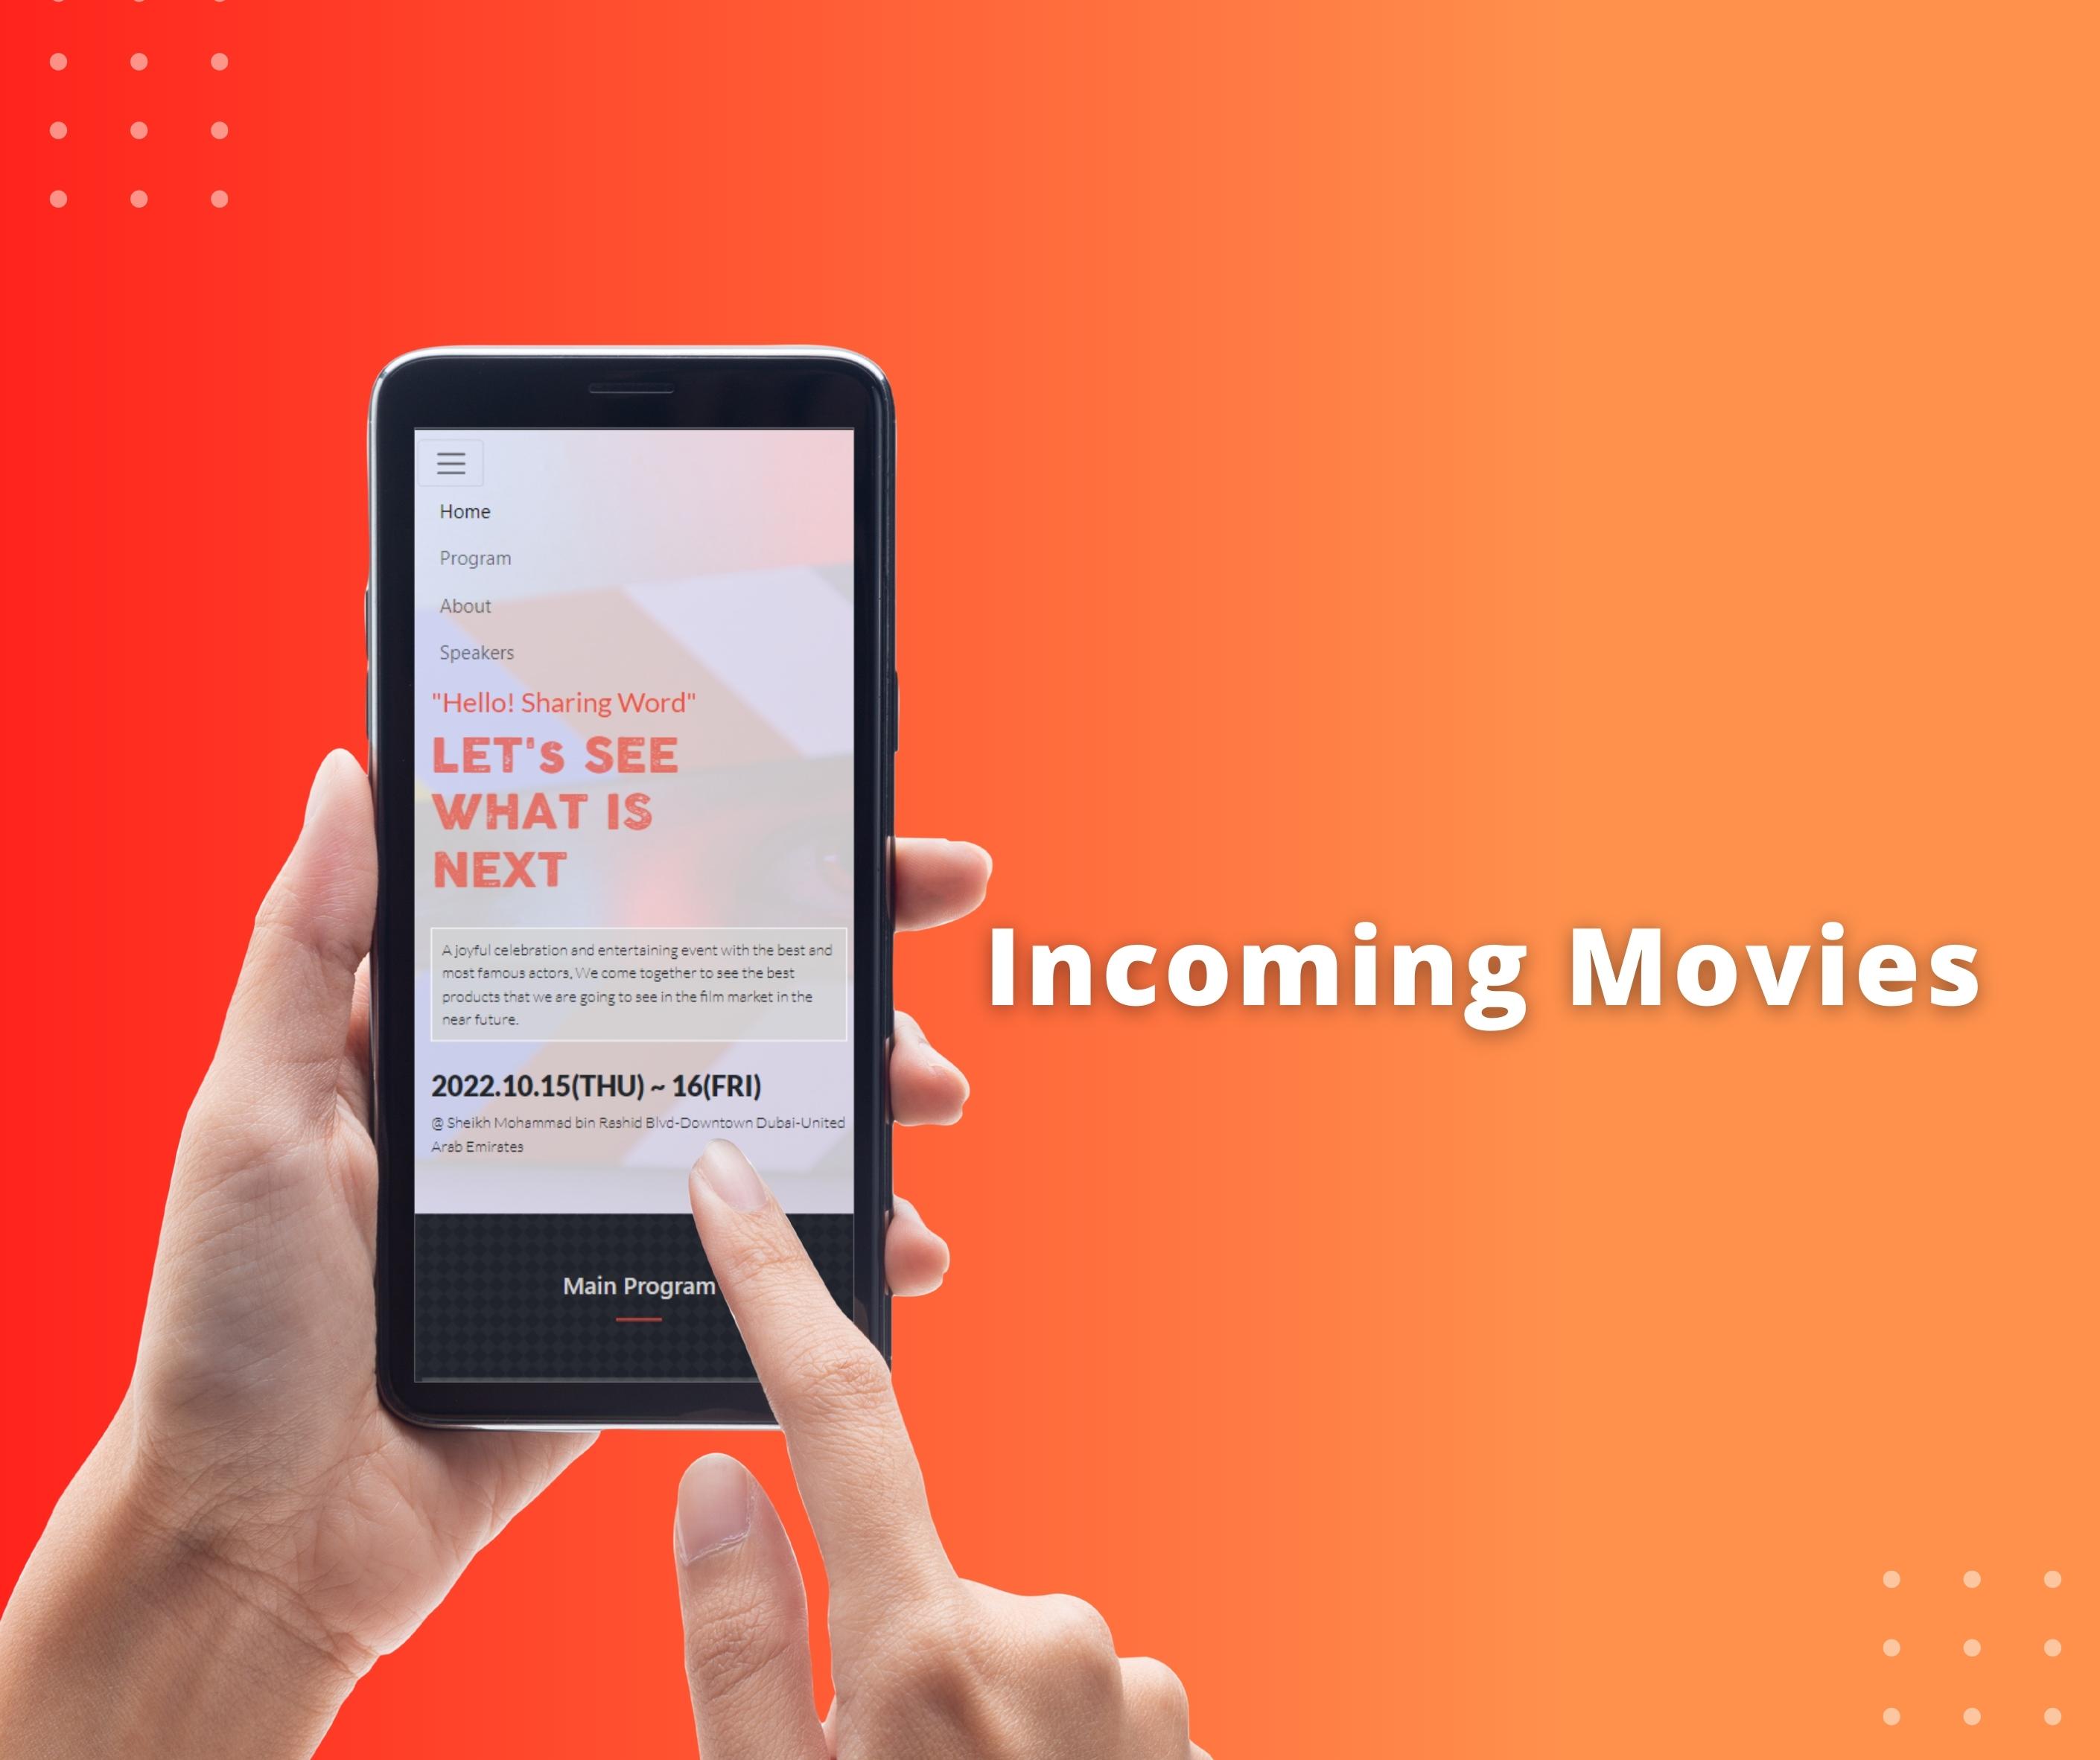 Home
Program
About
Speakers
"Hello! Sharing Word"
LET's SEE
WHAT IS
NEXT
A joyful celebration and entertaining event with the best and
most famous actors, We come together to see the best
products that we are going to see in the film market in the
near future.
2022.10.15(THU) ~ 16(FRI)
@ Sheikh Mohammad bin Rashid Blvd-Downtown Dubai-United
Arab Emirates
Main Program
Incoming Movies